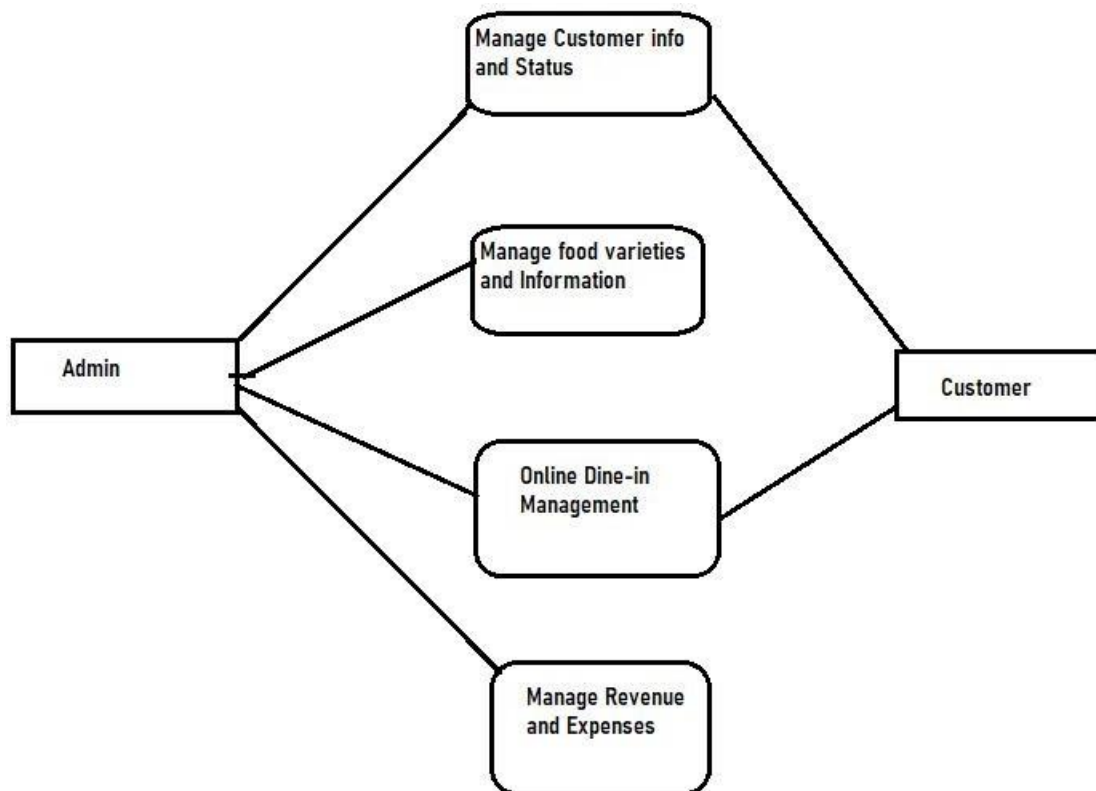 Manage Customer info
and Status
Manage food varieties
and Information
Admin
Customer
Online Dine-in
Management
Manage Revenue
and Expenses